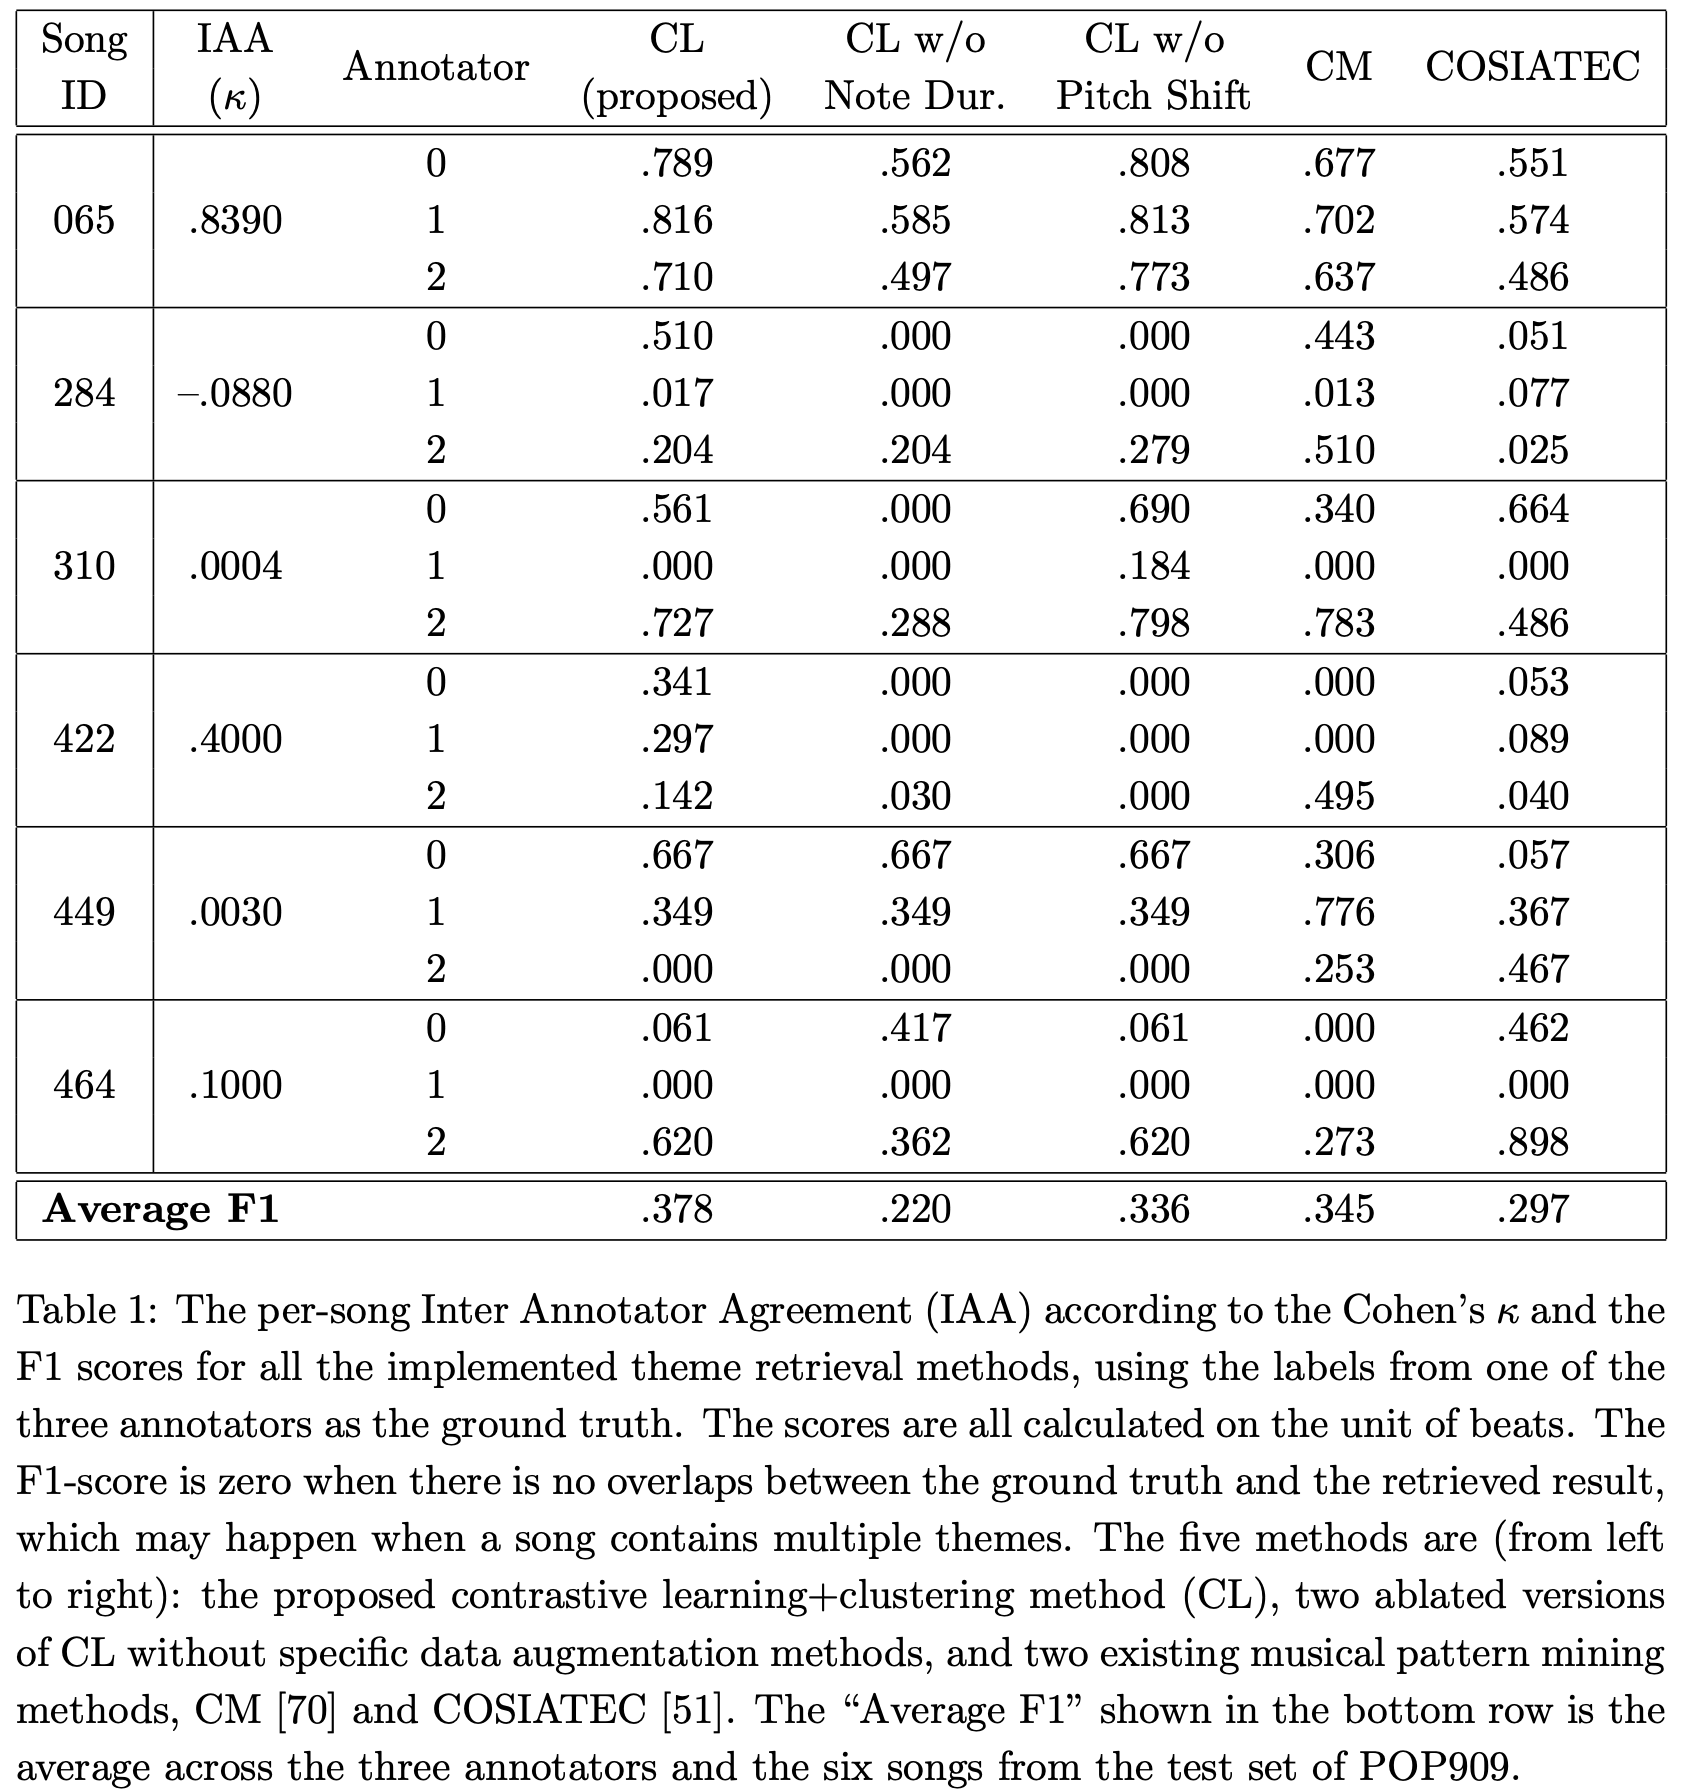 Song IAA Annotator CL CL w/o CL w/o CM COSIATEC
ID (κ) (proposed) Note Dur. Pitch Shift
0 .789 .562 .808 .677 .551
065 .8390 1 .816 .585 .813 .702 .574
2 .710 .497 .773 .637 .486
0 .510 .000 .000 .443 .051
284 –.0880 1 .017 .000 .000 .013 .077
2 .204 .204 .279 .510 .025
0 .561 .000 .690 .340 .664
310 .0004 1 .000 .000 .184 .000 .000
2 .727 .288 .798 .783 .486
0 .341 .000 .000 .000 .053
422 .4000 1 .297 .000 .000 .000 .089
2 .142 .030 .000 .495 .040
0 .667 .667 .667 .306 .057
449 .0030 1 .349 .349 .349 .776 .367
2 .000 .000 .000 .253 .467
0 .061 .417 .061 .000 .462
464 .1000 1 .000 .000 .000 .000 .000
2 .620 .362 .620 .273 .898
Average F1 .378 .220 .336 .345 .297
Table 1: The per-song Inter Annotator Agreement (IAA) according to the Cohen's κ and the
F1 scores for all the implemented theme retrieval methods, using the labels from one of the
three annotators as the ground truth. The scores are all calculated on the unit of beats. The
F1-score is zero when there is no overlaps between the ground truth and the retrieved result,
which may happen when a song contains multiple themes. The five methods are (from left
to right): the proposed contrastive learning+clustering method (CL), two ablated versions
of CL without specific data augmentation methods, and two existing musical pattern mining
methods, CM [70] and COSIATEC [51]. The “Average F1” shown in the bottom row is the
average across the three annotators and the six songs from the test set of POP909.